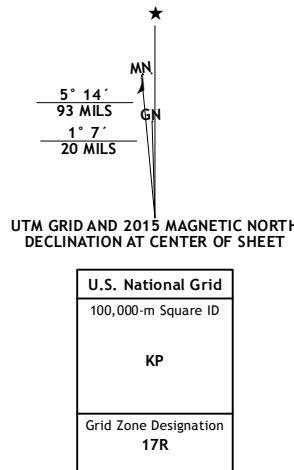 MN.
5° 14´
93 MILS
GN
1° 7´
20 MILS
UTM GRID AND 2015 MAGNETIC NORTH
DECLINATION AT CENTER OF SHEET
U.S. National Grid
100,000-m Square ID
KP
Grid Zone Designation
17R